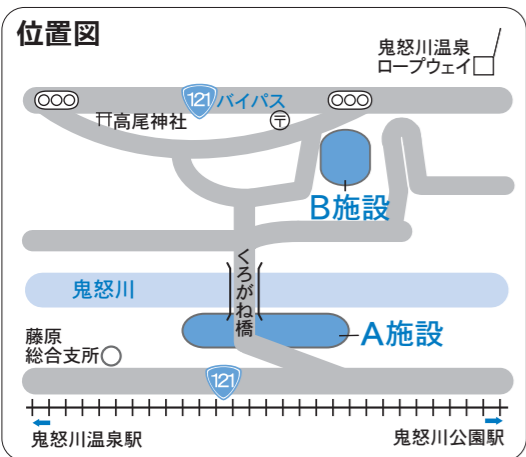 位置図
鬼怒川温泉
ロープウェイ
121 バイパス
高尾神社
〒
B施設
くろがね橋
鬼怒川
A施設
藤原
総合支所
121
鬼怒川温泉駅
鬼怒川公園駅